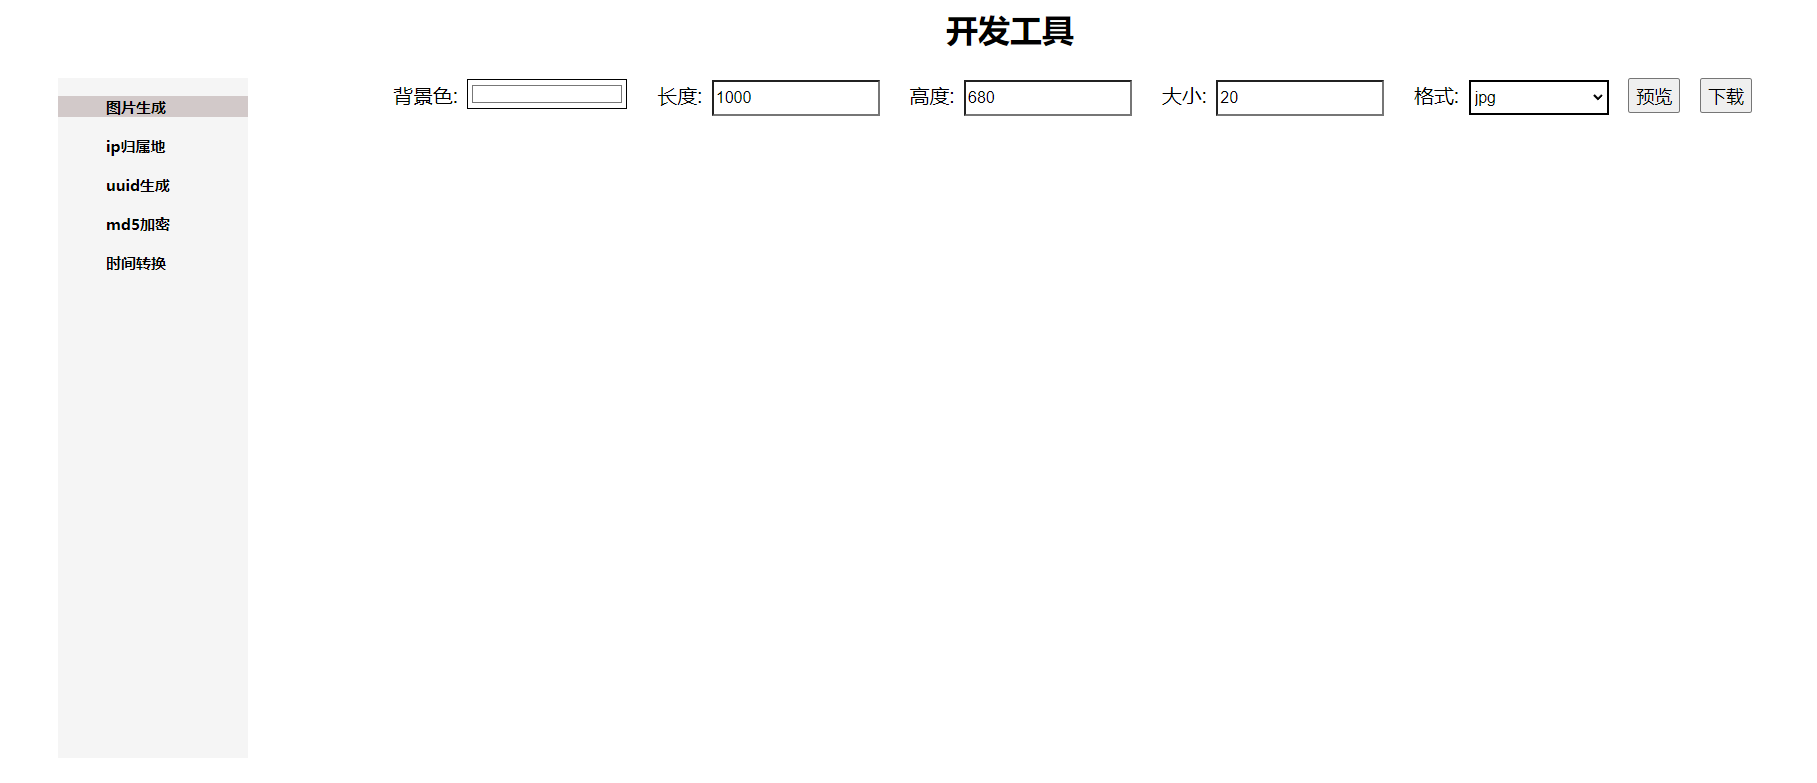 开发工具
图片生成
ip归属地
uuid生成
md5加密
时间转换
背景色: 长度: 1000 高度: 680 大小: 20 格式: jpg 预览 下载